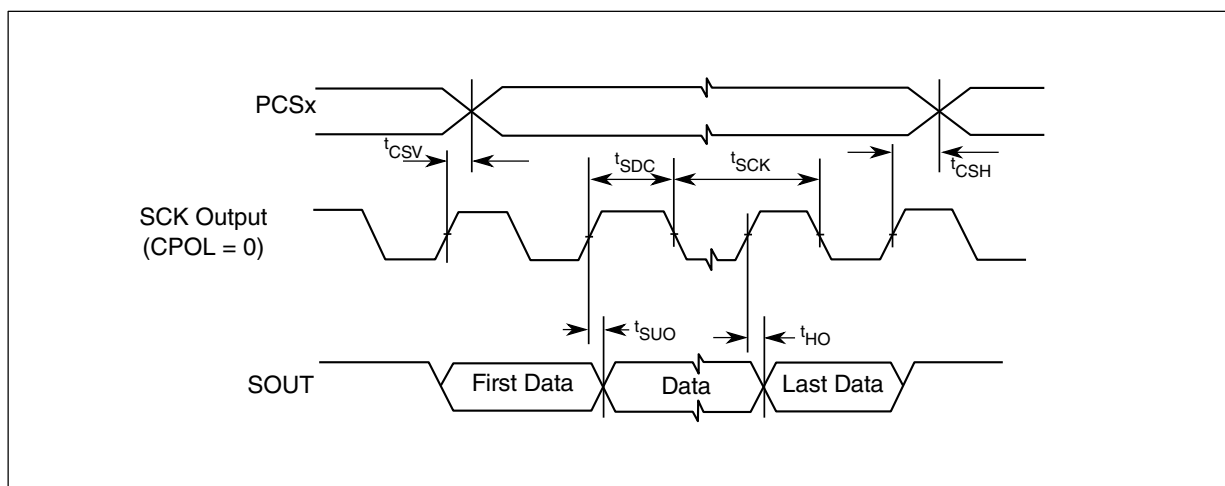 PCSx
tCSV
tSDC
tSCK
tCSH
SCK Output
(CPOL = 0)
tSUO
tHO
SOUT
First Data
Data
Last Data